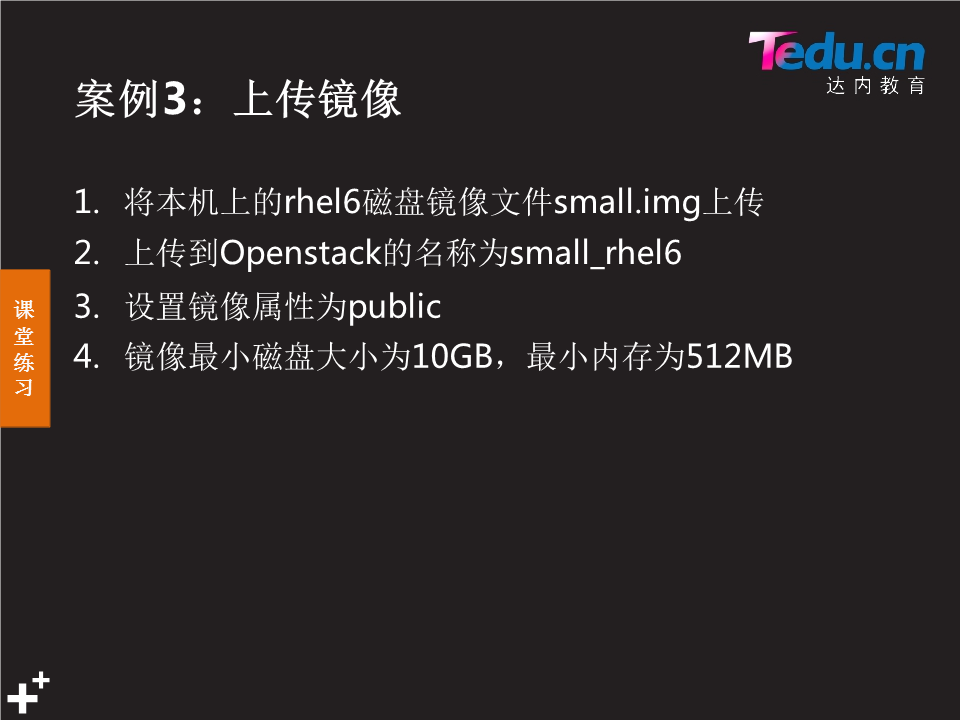 Tedu.cn
达内教育
案例3：上传镜像
1. 将本机上的rhel6磁盘镜像文件small.img上传
2. 上传到Openstack的名称为small_rhel6
3. 设置镜像属性为public
4. 镜像最小磁盘大小为10GB，最小内存为512MB
课
堂
练
习